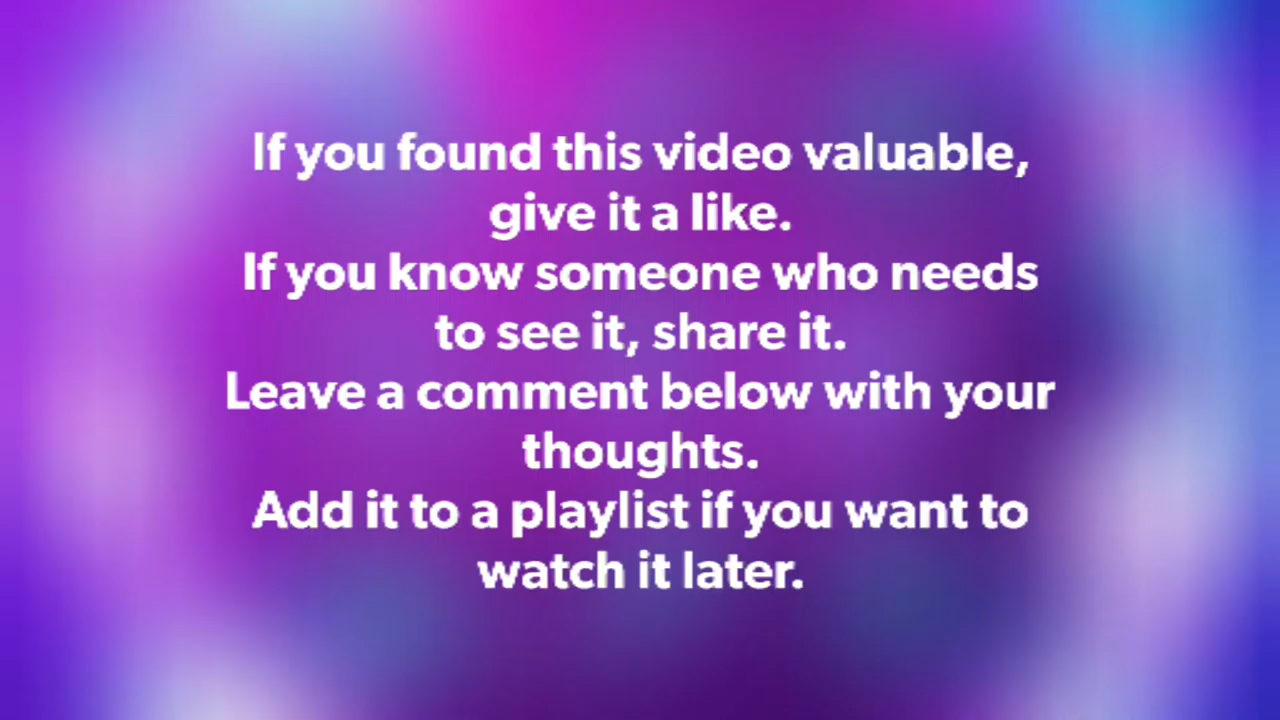 If you found this video valuable,
give it a like.
If you know someone who needs
to see it, share it.
Leave a comment below with your
thoughts.
Add it to a playlist if you want to
watch it later.